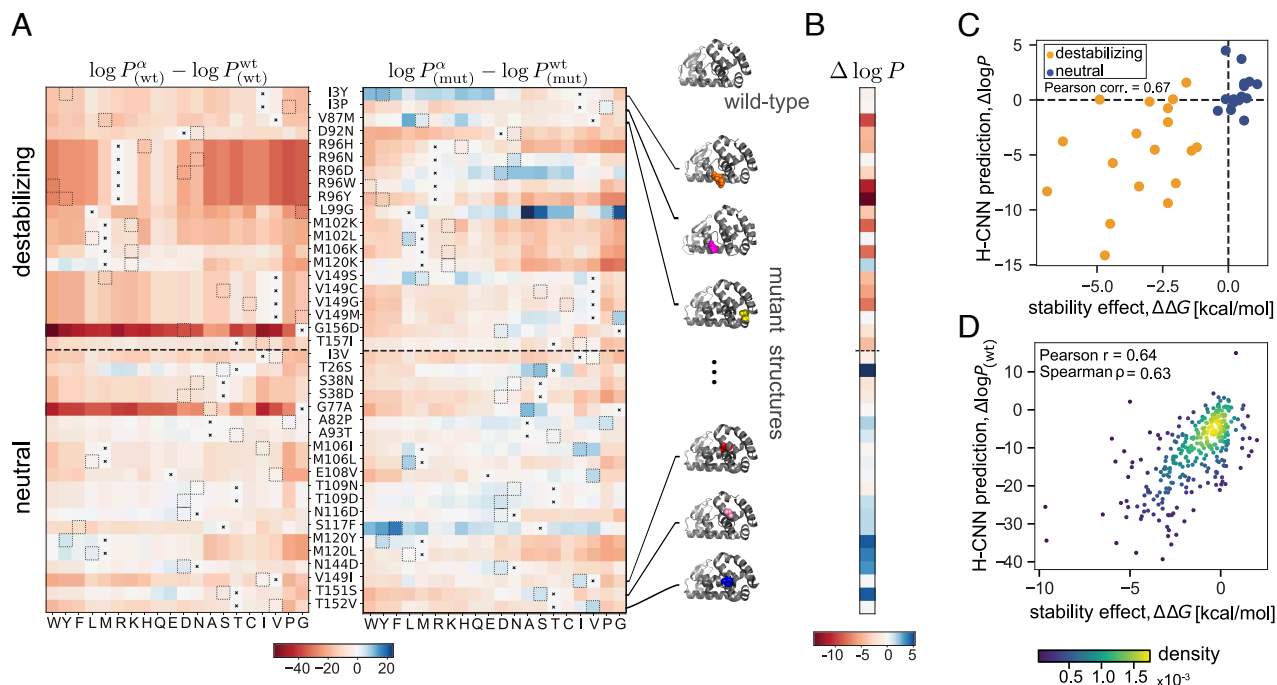 A
log P^α_(wt) − log P^wt_(wt)
log P^α_(mut) − log P^wt_(mut)
destabilizing
neutral
I3Y
I3P
V87M
D92N
R96H
R96N
R96D
R96W
R96Y
L99G
M102K
M102L
M106K
M120K
V149S
V149C
V149G
V149M
G156D
T157I
I3V
T26S
S38N
S38D
G77A
A82P
A93T
M106I
M106L
E108V
T109N
T109D
N116D
S117F
M120Y
M120L
N144D
V149I
T151S
T152V
W Y F L M R K H Q E D N A S T C I V P G
W Y F L M R K H Q E D N A S T C I V P G
−40 −20 0 20
wild-type
mutant structures
B
Δ log P
−10 −5 0 5
C
destabilizing
neutral
Pearson corr. = 0.67
H-CNN prediction, ΔlogP
5
0
−5
−10
−15
−5.0 −2.5 0.0
stability effect, ΔΔG [kcal/mol]
D
Pearson r = 0.64
Spearman ρ = 0.63
H-CNN prediction, ΔlogP(wt)
10
0
−10
−20
−30
−40
−10 −5 0
stability effect, ΔΔG [kcal/mol]
density
0.5 1.0 1.5
×10⁻³